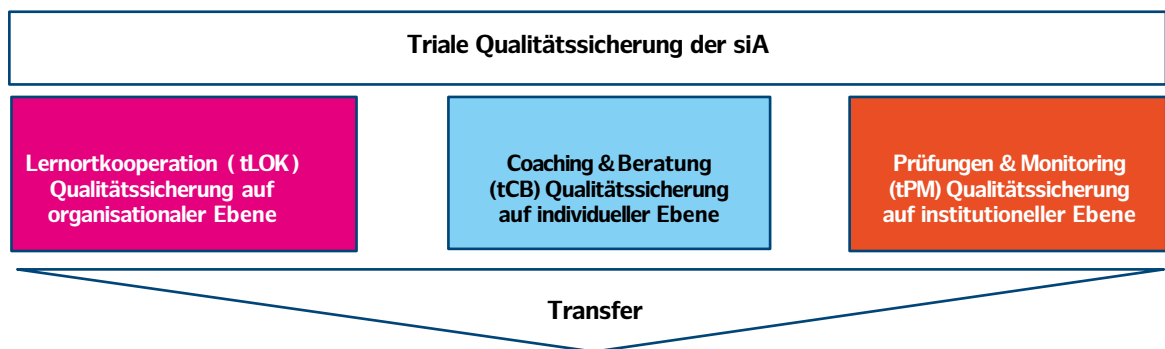 Triale Qualitätssicherung der siA
Lernortkooperation ( tLOK)
Qualitätssicherung auf
organisationaler Ebene
Coaching & Beratung
(tCB) Qualitätssicherung
auf individueller Ebene
Prüfungen & Monitoring
(tPM) Qualitätssicherung
auf institutioneller Ebene
Transfer